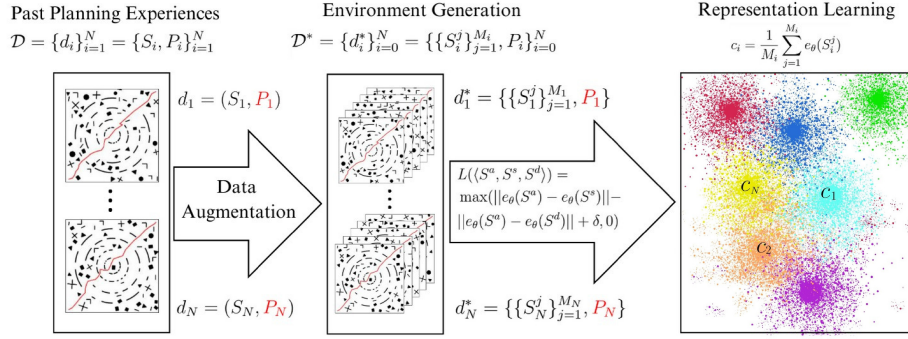 Past Planning Experiences
𝒟 = {d_i}_{i=1}^N = {S_i, P_i}_{i=1}^N
d_1 = (S_1, P_1)
Data
Augmentation
d_N = (S_N, P_N)
Environment Generation
𝒟* = {d_i^*}_{i=0}^N = {{S_i^j}_{j=1}^{M_i}, P_i}_{i=0}^N
d_1^* = {{S_1^j}_{j=1}^{M_1}, P_1}
L(⟨S^a, S^s, S^d⟩) =
max(||e_θ(S^a) − e_θ(S^s)||−
||e_θ(S^a) − e_θ(S^d)|| + δ, 0)
d_N^* = {{S_N^j}_{j=1}^{M_N}, P_N}
Representation Learning
c_i = \frac{1}{M_i} \sum_{j=1}^{M_i} e_θ(S_i^j)
C_N
C_1
C_2